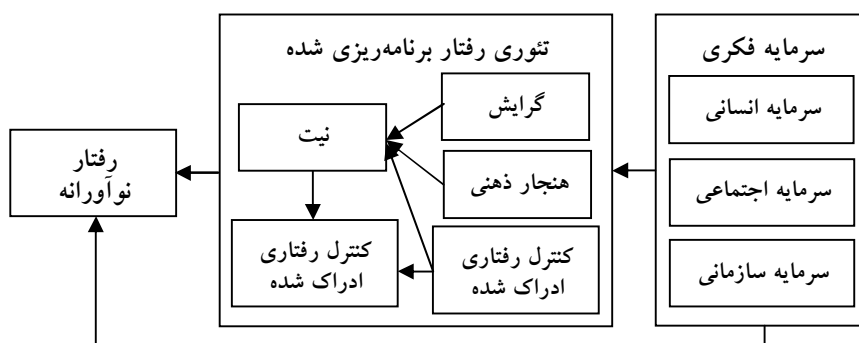 سرمایه فکری
سرمایه انسانی
سرمایه اجتماعی
سرمایه سازمانی
تئوری رفتار برنامه‌ریزی شده
گرایش
هنجار ذهنی
کنترل رفتاری
ادراک شده
نیت
کنترل رفتاری
ادراک شده
رفتار
نوآورانه